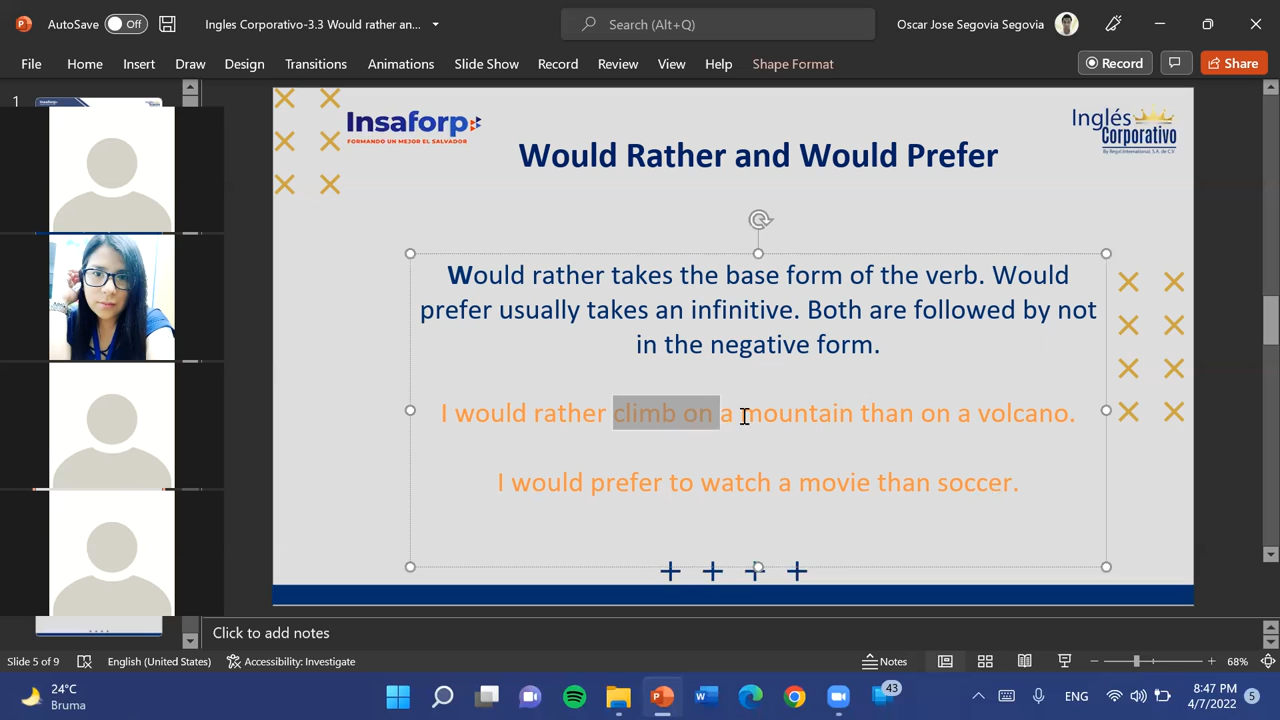 AutoSave Off Ingles Corporativo-3.3 Would rather an... Search (Alt+Q) Oscar Jose Segovia Segovia
File Home Insert Draw Design Transitions Animations Slide Show Record Review View Help Shape Format Record Share
1
Insaforp
FORMANDO UN MEJOR EL SALVADOR
Inglés
Corporativo
Would Rather and Would Prefer
Would rather takes the base form of the verb. Would
prefer usually takes an infinitive. Both are followed by not
in the negative form.
I would rather climb on a mountain than on a volcano.
I would prefer to watch a movie than soccer.
Click to add notes
Slide 5 of 9 English (United States) Accessibility: Investigate Notes 68%
24°C
Bruma
43
ENG
8:47 PM
4/7/2022
5